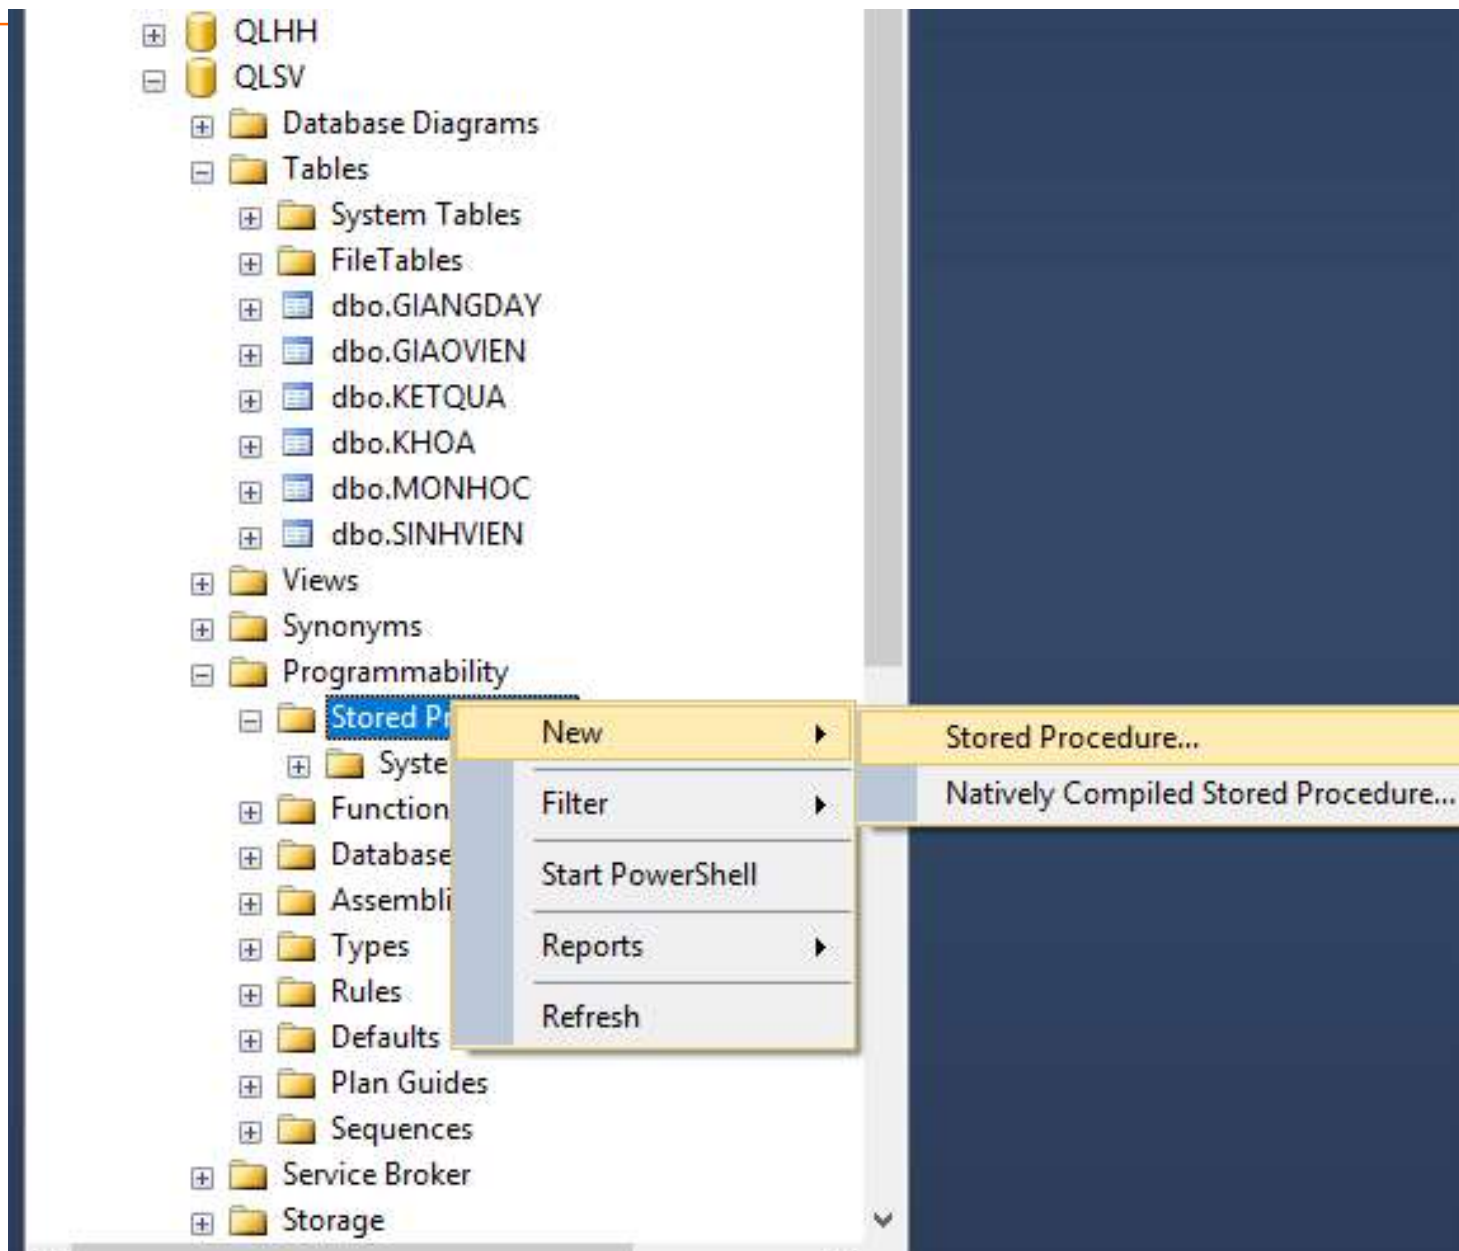 QLHH
QLSV
Database Diagrams
Tables
System Tables
FileTables
dbo.GIANGDAY
dbo.GIAOVIEN
dbo.KETQUA
dbo.KHOA
dbo.MONHOC
dbo.SINHVIEN
Views
Synonyms
Programmability
Stored Pr
New
Stored Procedure...
Syste
Natively Compiled Stored Procedure...
Function
Filter
Database
Start PowerShell
Assembli
Types
Reports
Rules
Refresh
Defaults
Plan Guides
Sequences
Service Broker
Storage